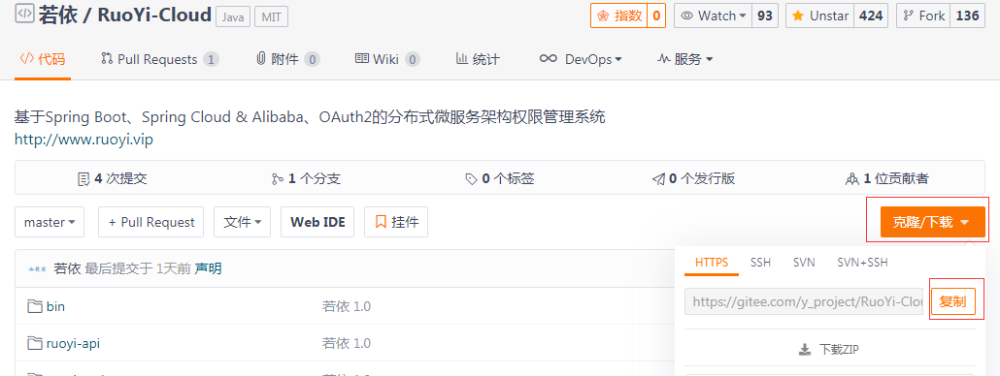 若依 / RuoYi-Cloud Java MIT 指数 0 Watch 93 Unstar 424 Fork 136
代码 Pull Requests 1 附件 0 Wiki 0 统计 DevOps 服务
基于Spring Boot、Spring Cloud & Alibaba、OAuth2的分布式微服务架构权限管理系统
http://www.ruoyi.vip
4 次提交 1 个分支 0 个标签 0 个发行版 1 位贡献者
master + Pull Request 文件 Web IDE 挂件 克隆/下载
若依 最后提交于 1天前 声明
HTTPS SSH SVN SVN+SSH
bin 若依 1.0
https://gitee.com/y_project/RuoYi-Clou 复制
ruoyi-api 若依 1.0
下载ZIP